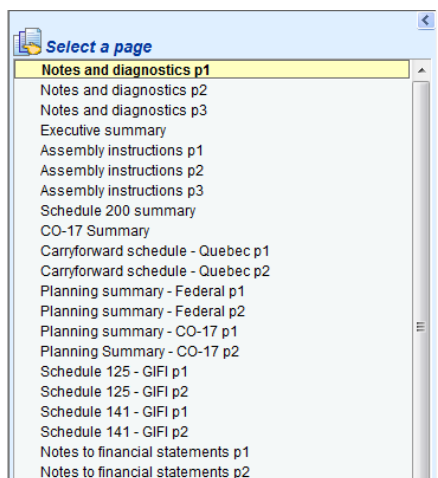 Select a page
Notes and diagnostics p1
Notes and diagnostics p2
Notes and diagnostics p3
Executive summary
Assembly instructions p1
Assembly instructions p2
Assembly instructions p3
Schedule 200 summary
CO-17 Summary
Carryforward schedule - Quebec p1
Carryforward schedule - Quebec p2
Planning summary - Federal p1
Planning summary - Federal p2
Planning summary - CO-17 p1
Planning Summary - CO-17 p2
Schedule 125 - GIFI p1
Schedule 125 - GIFI p2
Schedule 141 - GIFI p1
Schedule 141 - GIFI p2
Notes to financial statements p1
Notes to financial statements p2